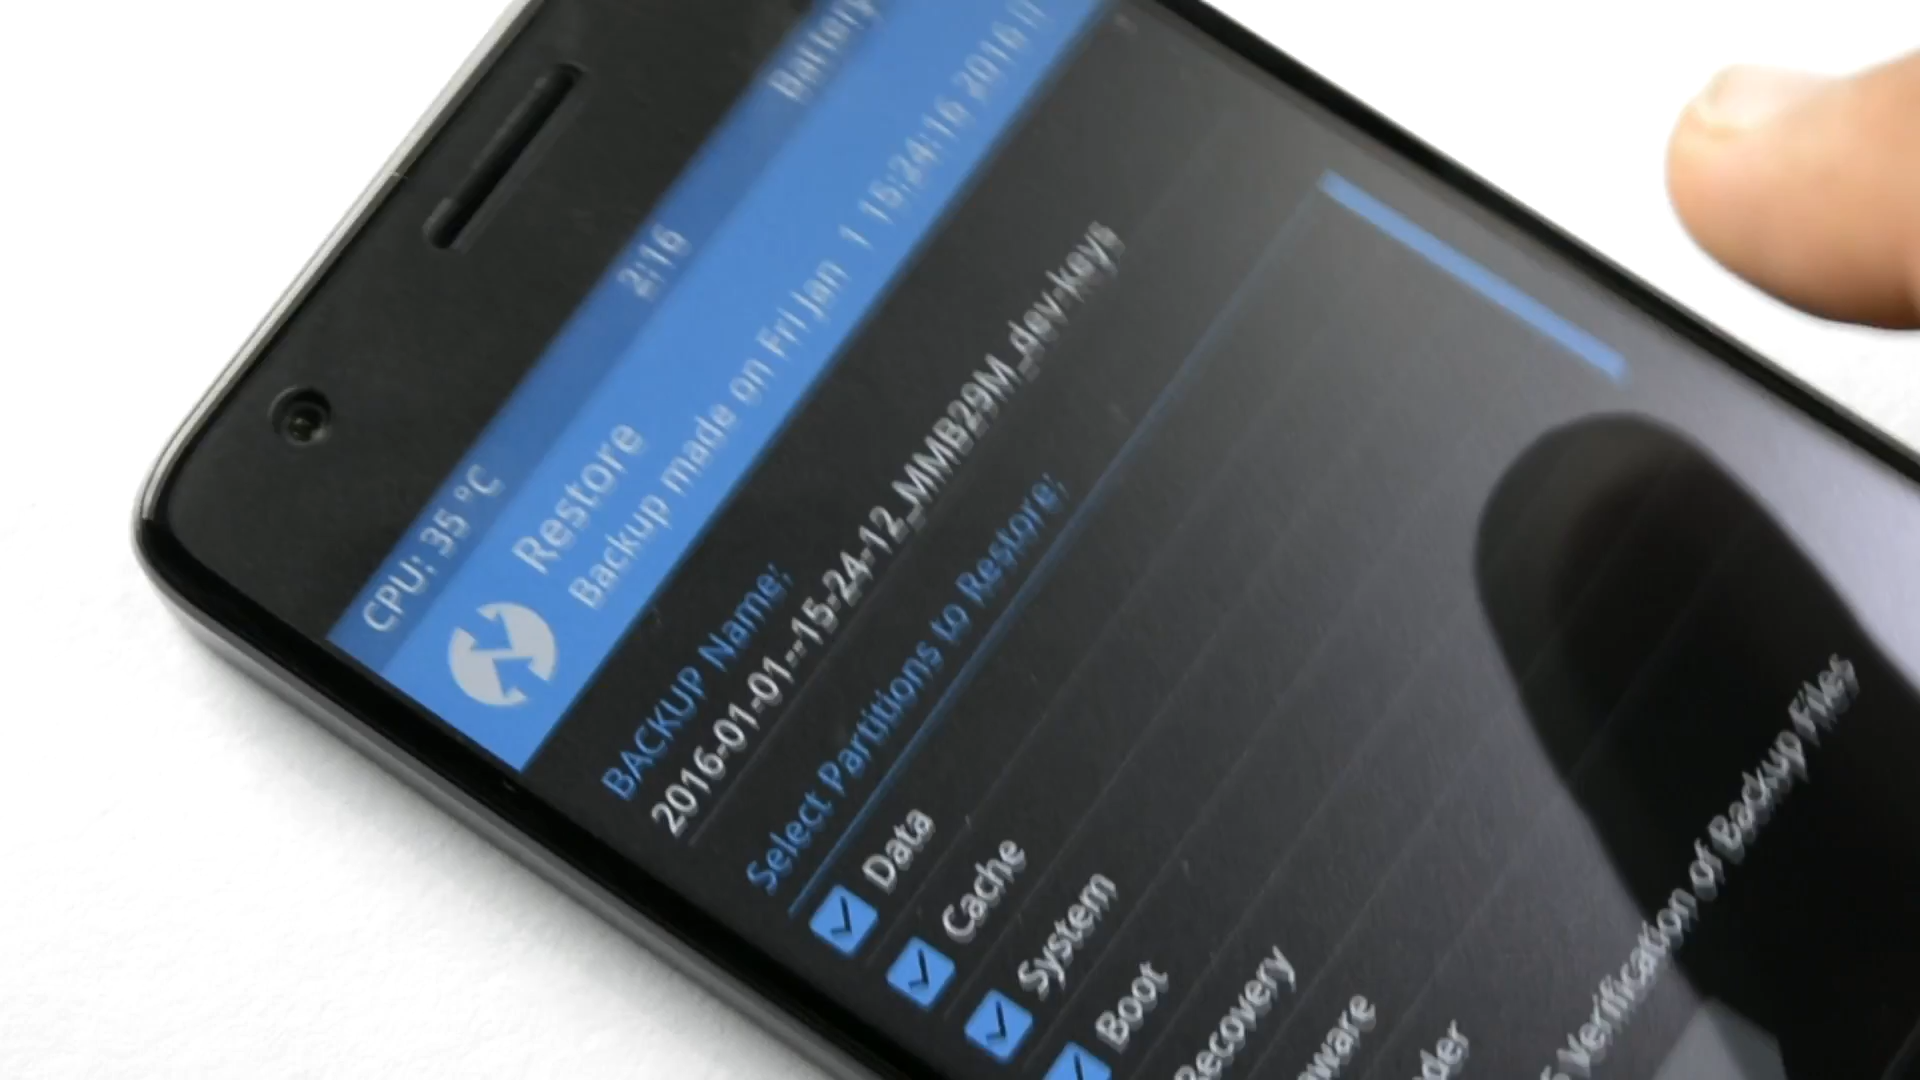 CPU: 35 °C 2:16 Battery
Restore
Backup made on Fri Jan 1 15:24:16 2016
BACKUP Name:
2016-01-01--15-24-12_MMB29M_dev-keys
Select Partitions to Restore:
Data
Cache
System
Boot
Recovery
Verification of Backup Files